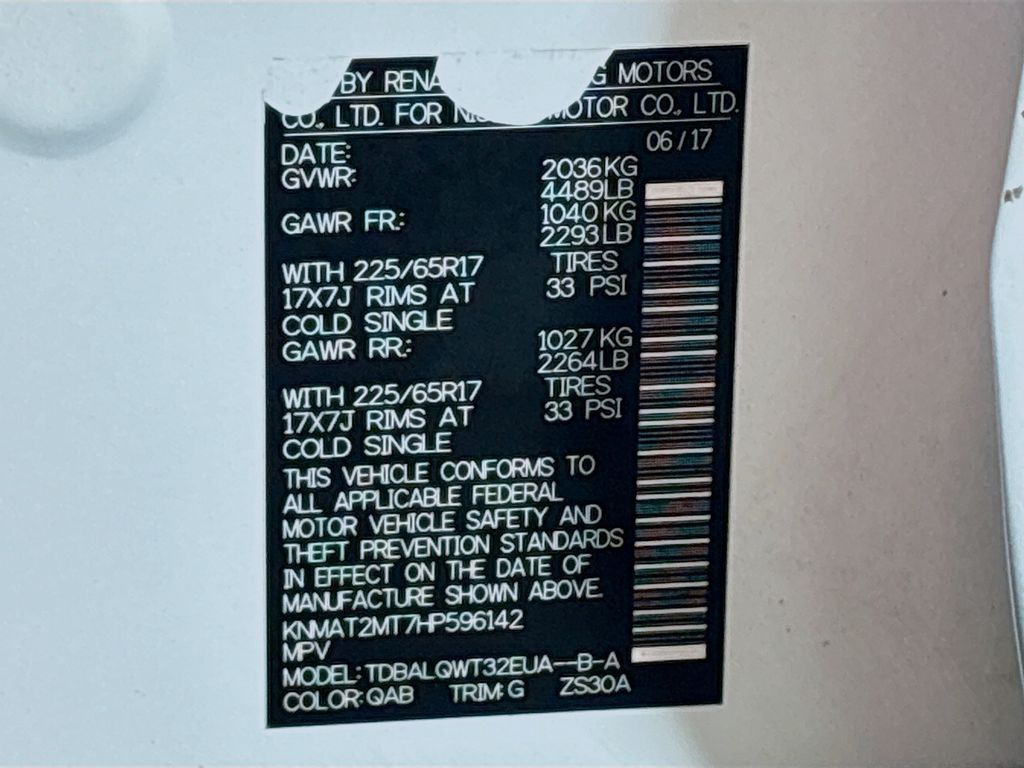 BY RENA G MOTORS
CO., LTD. FOR MOTOR CO., LTD.
DATE: 06/17
GVWR: 2036KG
4489LB
GAWR FR.: 1040KG
2293LB
WITH 225/65R17 TIRES
17X7J RIMS AT 33 PSI
COLD SINGLE
GAWR RR.: 1027KG
2264LB
WITH 225/65R17 TIRES
17X7J RIMS AT 33 PSI
COLD SINGLE
THIS VEHICLE CONFORMS TO
ALL APPLICABLE FEDERAL
MOTOR VEHICLE SAFETY AND
THEFT PREVENTION STANDARDS
IN EFFECT ON THE DATE OF
MANUFACTURE SHOWN ABOVE.
KNMAT2MT7HP596142
MPV
MODEL: TDBALQWT32EUA--B-A
COLOR: QAB TRIM: G ZS30A